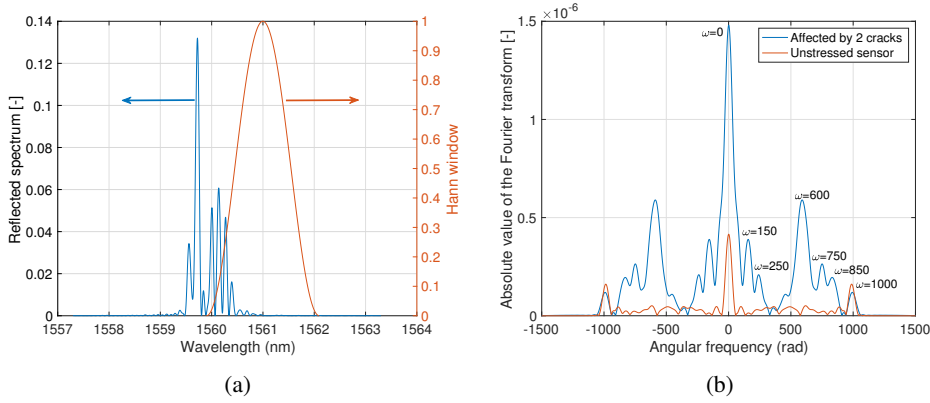 0.14
0.12
0.1
0.08
0.06
0.04
0.02
0
Reflected spectrum [-]
1
0.9
0.8
0.7
0.6
0.5
0.4
0.3
0.2
0.1
0
Hann window
1557 1558 1559 1560 1561 1562 1563 1564
Wavelength (nm)
(a)
×10⁻⁶
1.5
1
0.5
0
Absolute value of the Fourier transform [-]
ω=0
Affected by 2 cracks
Unstressed sensor
ω=600
ω=150
ω=250
ω=750
ω=850
ω=1000
-1500 -1000 -500 0 500 1000 1500
Angular frequency (rad)
(b)